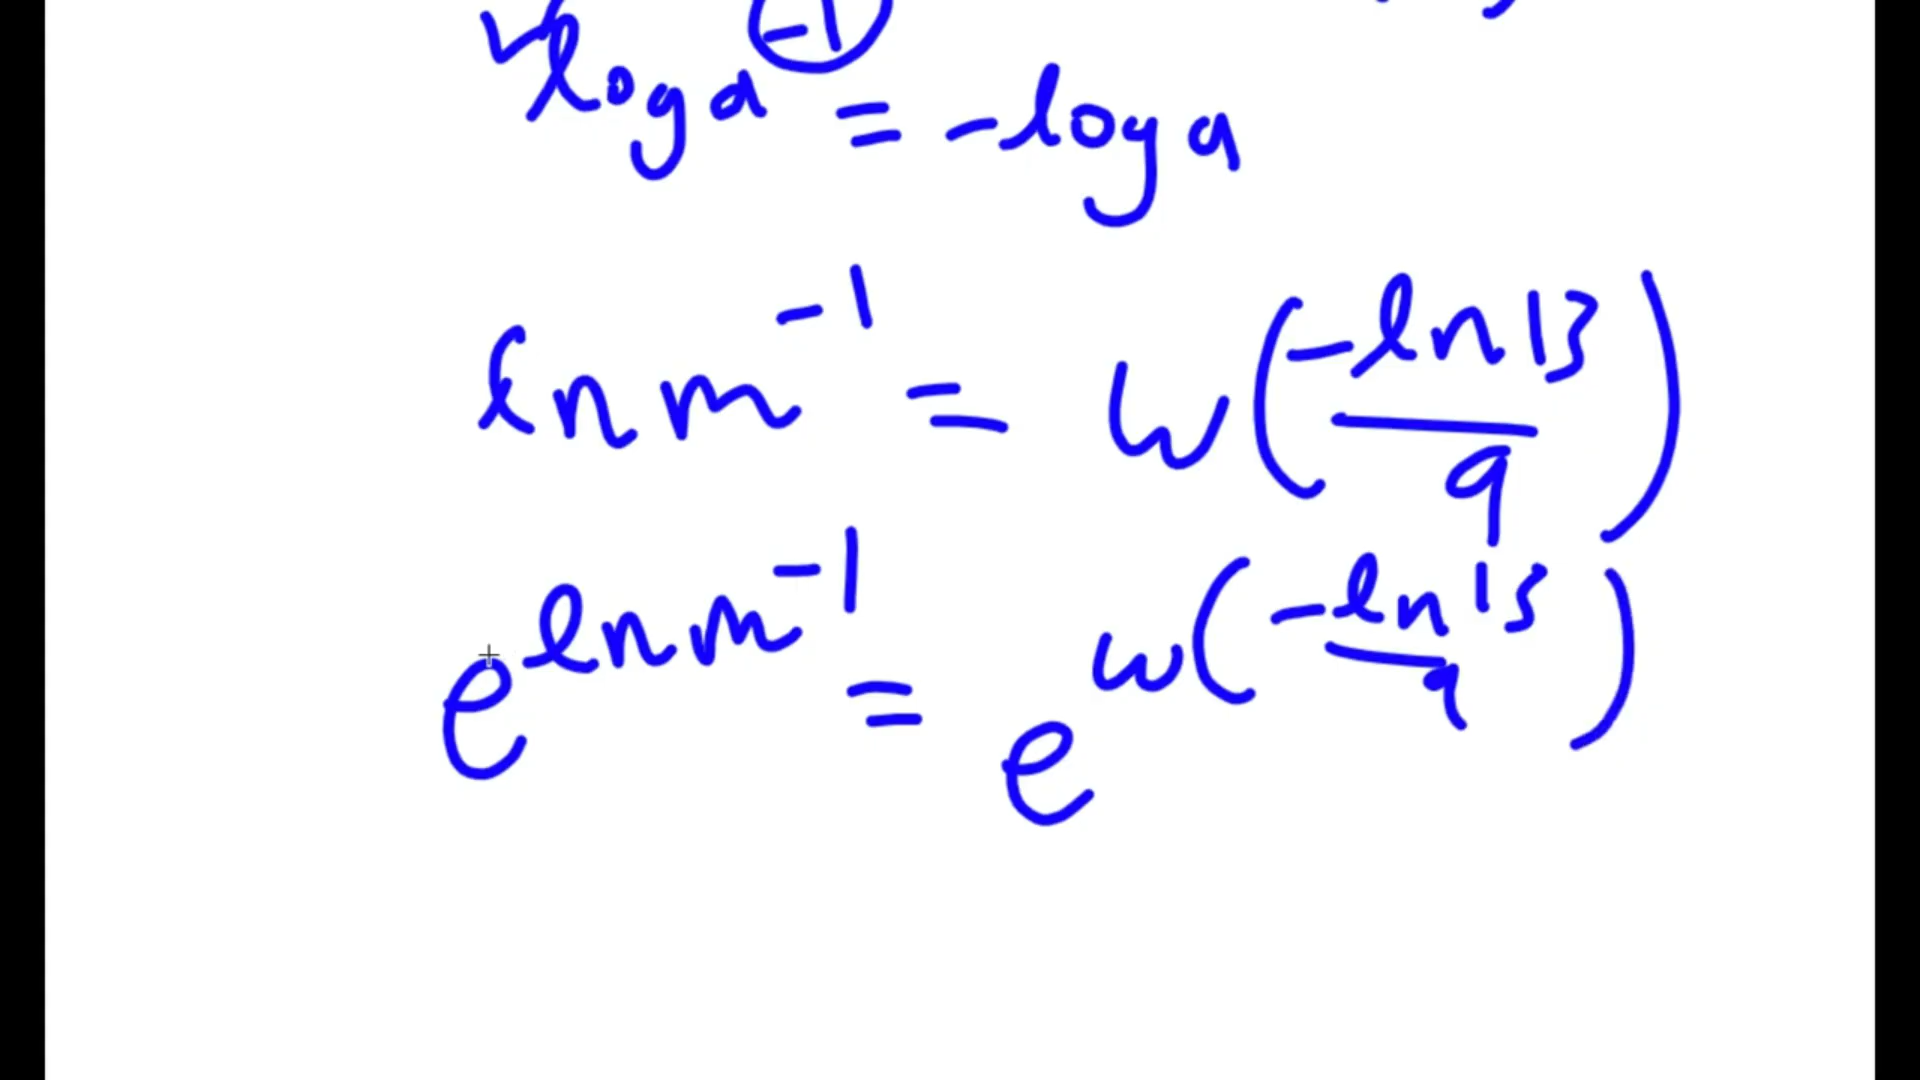 log a^-1 = -log a
ln m^-1 = w(-ln 13/9)
e^ln m^-1 = e^w(-ln 13/9)